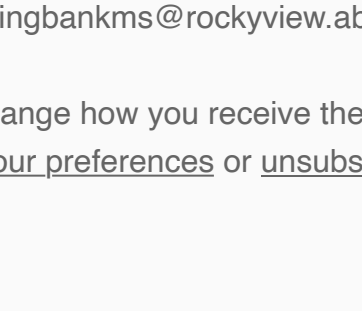 ingbankms@rockyview.ab
ange how you receive the
our preferences or unsubs